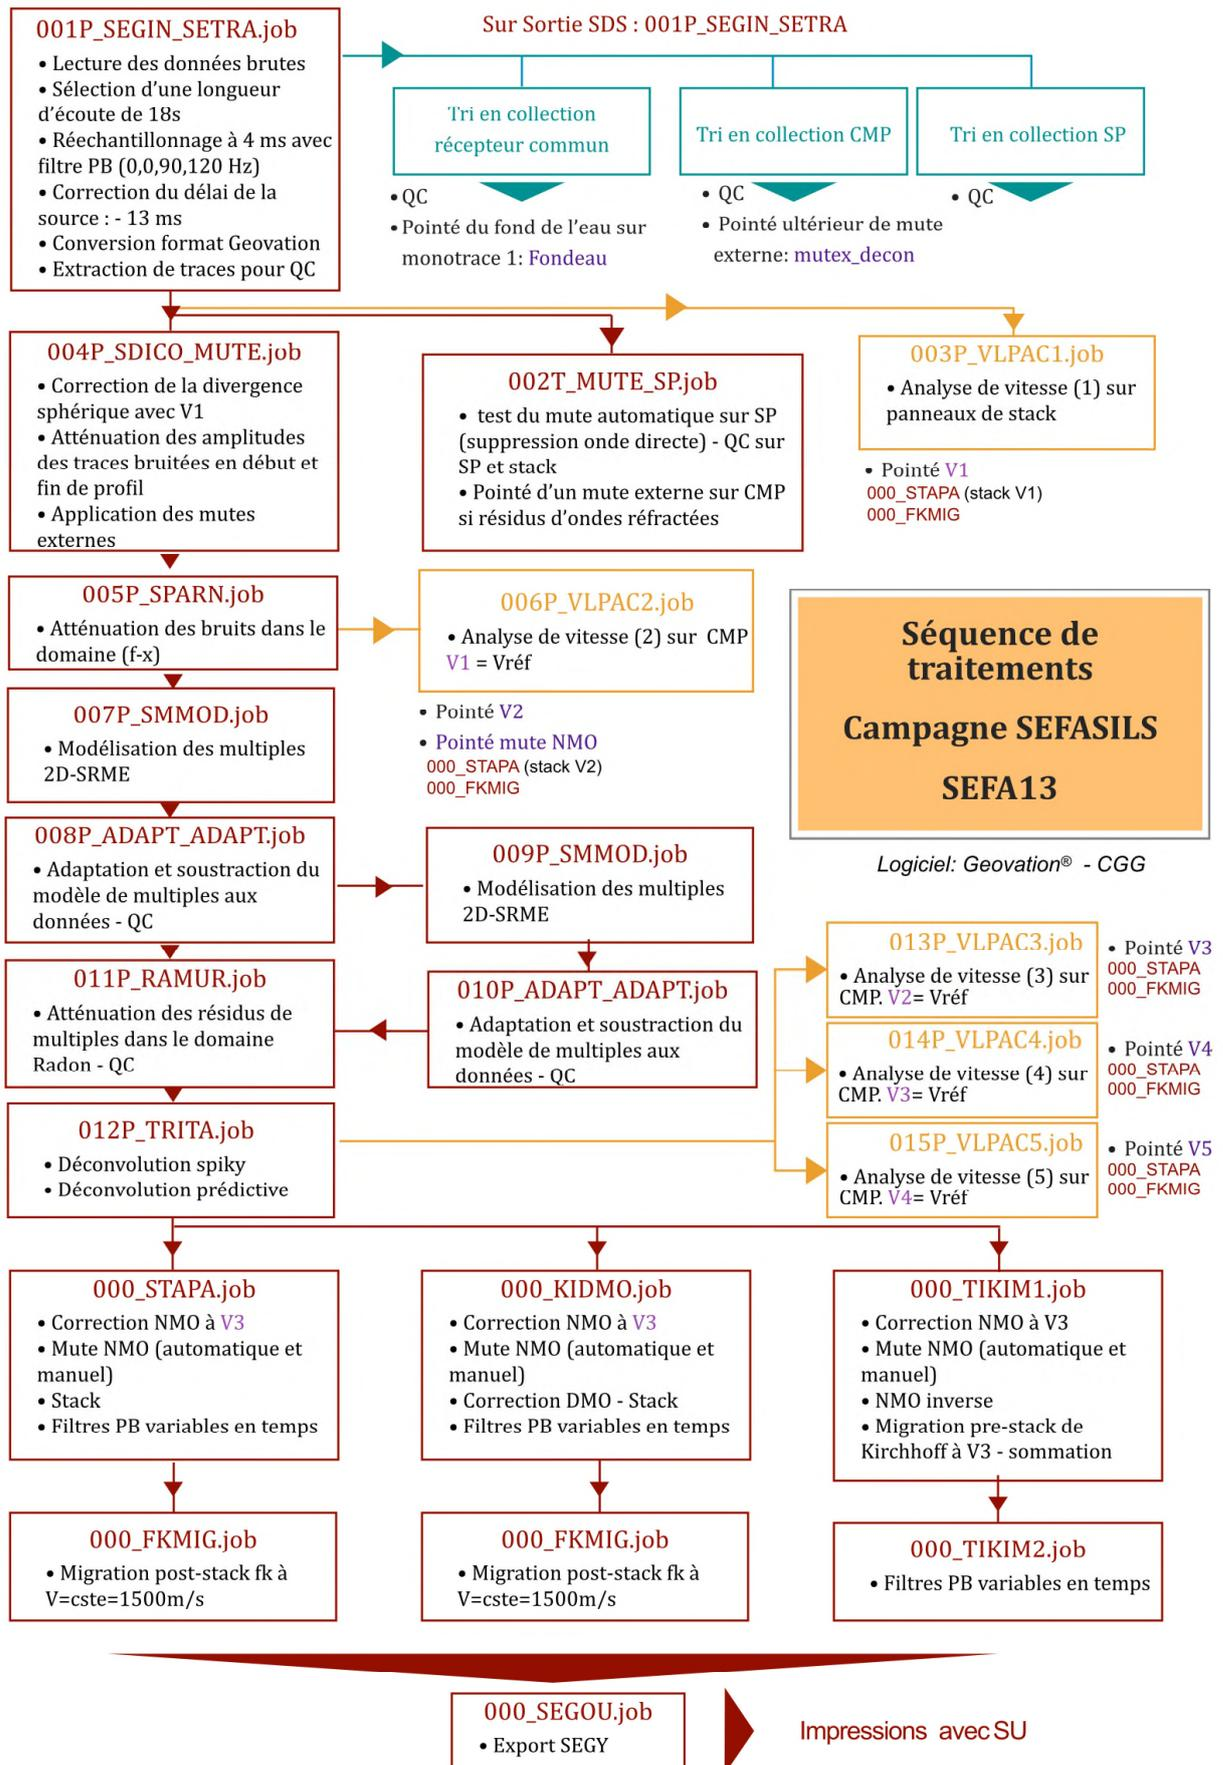 001P_SEGIN_SETRA.job
• Lecture des données brutes
• Sélection d'une longueur
d'écoute de 18s
• Réechantillonnage à 4 ms avec
filtre PB (0,0,90,120 Hz)
• Correction du délai de la
source : - 13 ms
• Conversion format Geovation
• Extraction de traces pour QC
Sur Sortie SDS : 001P_SEGIN_SETRA
Tri en collection
récepteur commun
• QC
• Pointé du fond de l'eau sur
monotrace 1: Fondeau
Tri en collection CMP
• QC
• Pointé ultérieur de mute
externe: mutex_decon
Tri en collection SP
• QC
004P_SDICO_MUTE.job
• Correction de la divergence
sphérique avec V1
• Atténuation des amplitudes
des traces bruitées en début et
fin de profil
• Application des mutes
externes
002T_MUTE_SP.job
• test du mute automatique sur SP
(suppression onde directe) - QC sur
SP et stack
• Pointé d'un mute externe sur CMP
si résidus d'ondes réfractées
003P_VLPAC1.job
• Analyse de vitesse (1) sur
panneaux de stack
• Pointé V1
000_STAPA (stack V1)
000_FKMIG
005P_SPARN.job
• Atténuation des bruits dans le
domaine (f-x)
006P_VLPAC2.job
• Analyse de vitesse (2) sur CMP
V1 = Vréf
• Pointé V2
• Pointé mute NMO
000_STAPA (stack V2)
000_FKMIG
Séquence de
traitements
Campagne SEFASILS
SEFA13
Logiciel: Geovation® - CGG
007P_SMMOD.job
• Modélisation des multiples
2D-SRME
008P_ADAPT_ADAPT.job
• Adaptation et soustraction du
modèle de multiples aux
données - QC
009P_SMMOD.job
• Modélisation des multiples
2D-SRME
010P_ADAPT_ADAPT.job
• Adaptation et soustraction du
modèle de multiples aux
données - QC
011P_RAMUR.job
• Atténuation des résidus de
multiples dans le domaine
Radon - QC
012P_TRITA.job
• Déconvolution spiky
• Déconvolution prédictive
013P_VLPAC3.job
• Analyse de vitesse (3) sur
CMP. V2= Vréf
• Pointé V3
000_STAPA
000_FKMIG
014P_VLPAC4.job
• Analyse de vitesse (4) sur
CMP. V3= Vréf
• Pointé V4
000_STAPA
000_FKMIG
015P_VLPAC5.job
• Analyse de vitesse (5) sur
CMP. V4= Vréf
• Pointé V5
000_STAPA
000_FKMIG
000_STAPA.job
• Correction NMO à V3
• Mute NMO (automatique et
manuel)
• Stack
• Filtres PB variables en temps
000_KIDMO.job
• Correction NMO à V3
• Mute NMO (automatique et
manuel)
• Correction DMO - Stack
• Filtres PB variables en temps
000_TIKIM1.job
• Correction NMO à V3
• Mute NMO (automatique et
manuel)
• NMO inverse
• Migration pre-stack de
Kirchhoff à V3 - sommation
000_FKMIG.job
• Migration post-stack fk à
V=cste=1500m/s
000_FKMIG.job
• Migration post-stack fk à
V=cste=1500m/s
000_TIKIM2.job
• Filtres PB variables en temps
000_SEGOU.job
• Export SEGY
Impressions avec SU